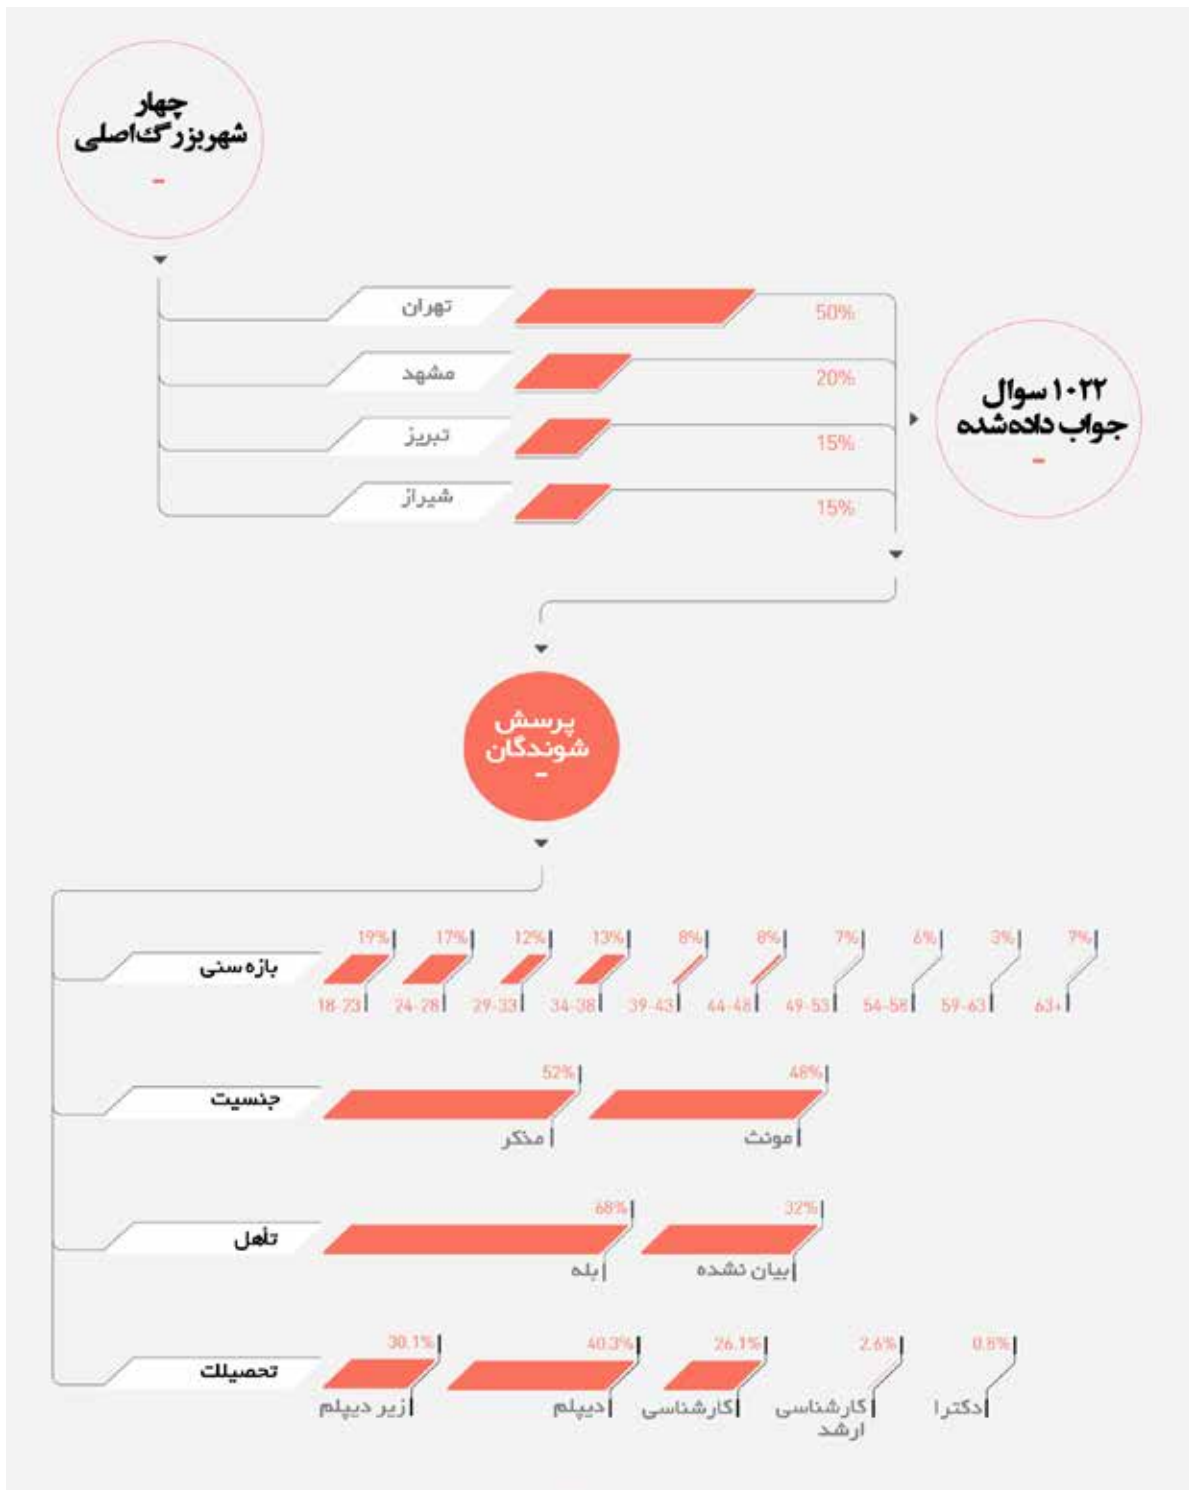 چهار
شهر بزرگ اصلی
تهران
50%
مشهد
20%
تبریز
15%
شیراز
15%
۱۰۲۲ سوال
جواب داده شده
پرسش
شوندگان
بازه سنی
19% 17% 12% 13% 8% 8% 7% 6% 3% 7%
18-23 24-28 29-33 34-38 39-43 44-48 49-53 54-58 59-63 63+
جنسیت
52% 48%
مذکر مونث
تأهل
68% 32%
بله بیان نشده
تحصیلات
30.1% 40.3% 26.1% 2.6% 0.8%
زیر دیپلم دیپلم کارشناسی کارشناسی دکترا
ارشد